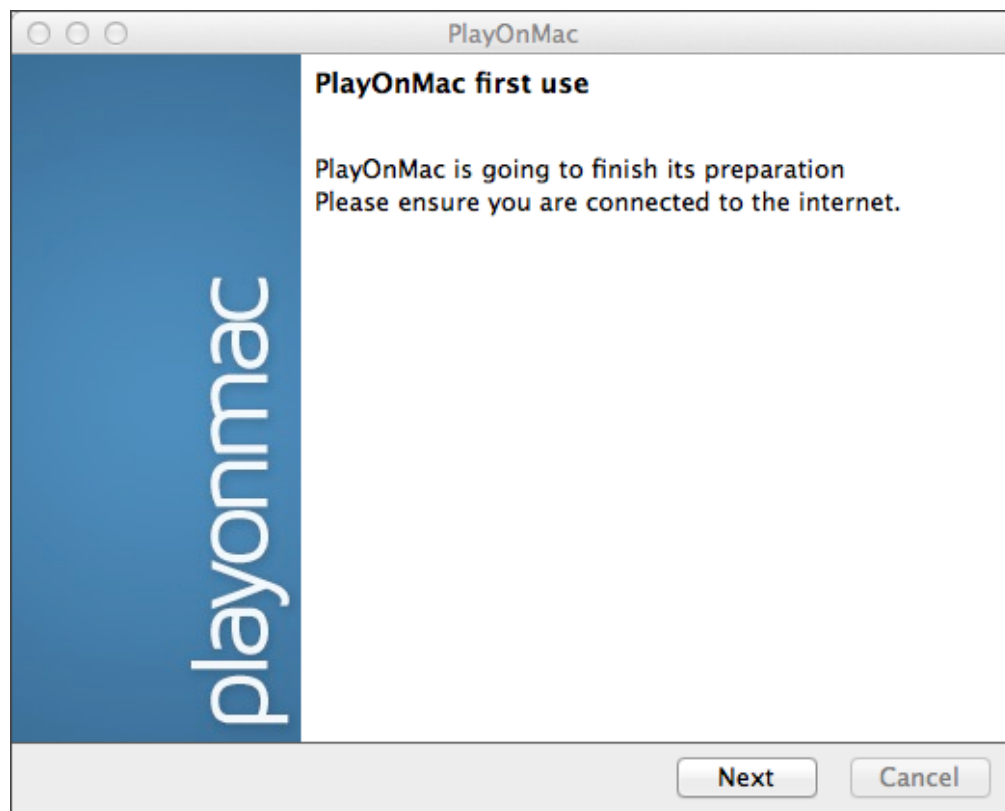 PlayOnMac
PlayOnMac first use
PlayOnMac is going to finish its preparation
Please ensure you are connected to the internet.
playonmac
Next
Cancel